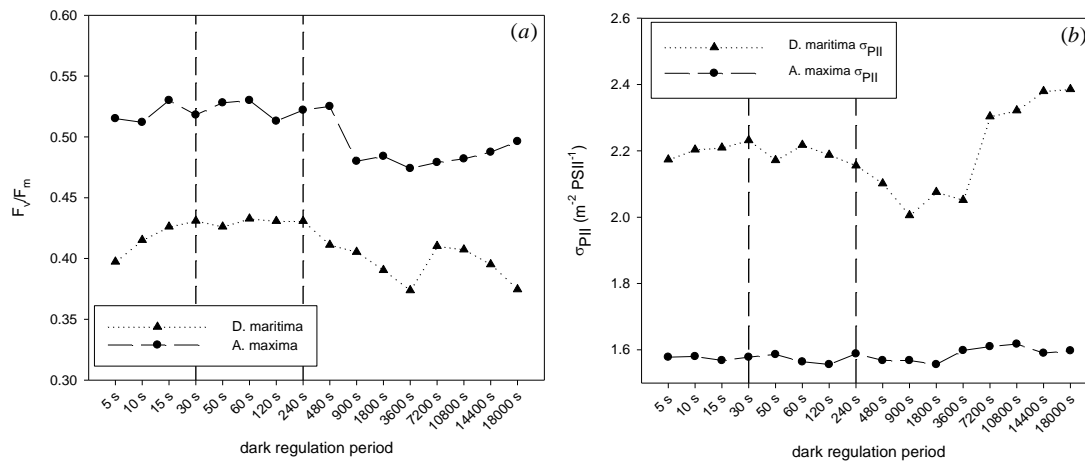 (a)
0.60
0.55
0.50
0.45
0.40
0.35
0.30
Fv/Fm
D. maritima
A. maxima
5 s
10 s
15 s
30 s
50 s
60 s
120 s
240 s
480 s
900 s
1800 s
3600 s
7200 s
10800 s
14400 s
18000 s
dark regulation period
(b)
2.6
2.4
2.2
2.0
1.8
1.6
σPII (m-2 PSII-1)
D. maritima σPII
A. maxima σPII
5 s
10 s
15 s
30 s
50 s
60 s
120 s
240 s
480 s
900 s
1800 s
3600 s
7200 s
10800 s
14400 s
18000 s
dark regulation period